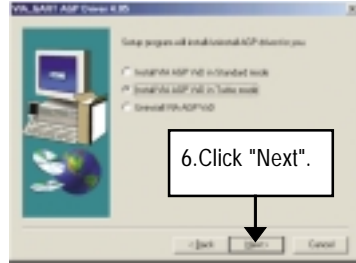 VIA_GART AGP Driver 4.05
Setup program will install/uninstall AGP driver for you
Install VIA AGP VxD in Standard mode
Install VIA AGP VxD in Turbo mode
Uninstall VIA AGP VxD
6.Click "Next".
< Back Next > Cancel